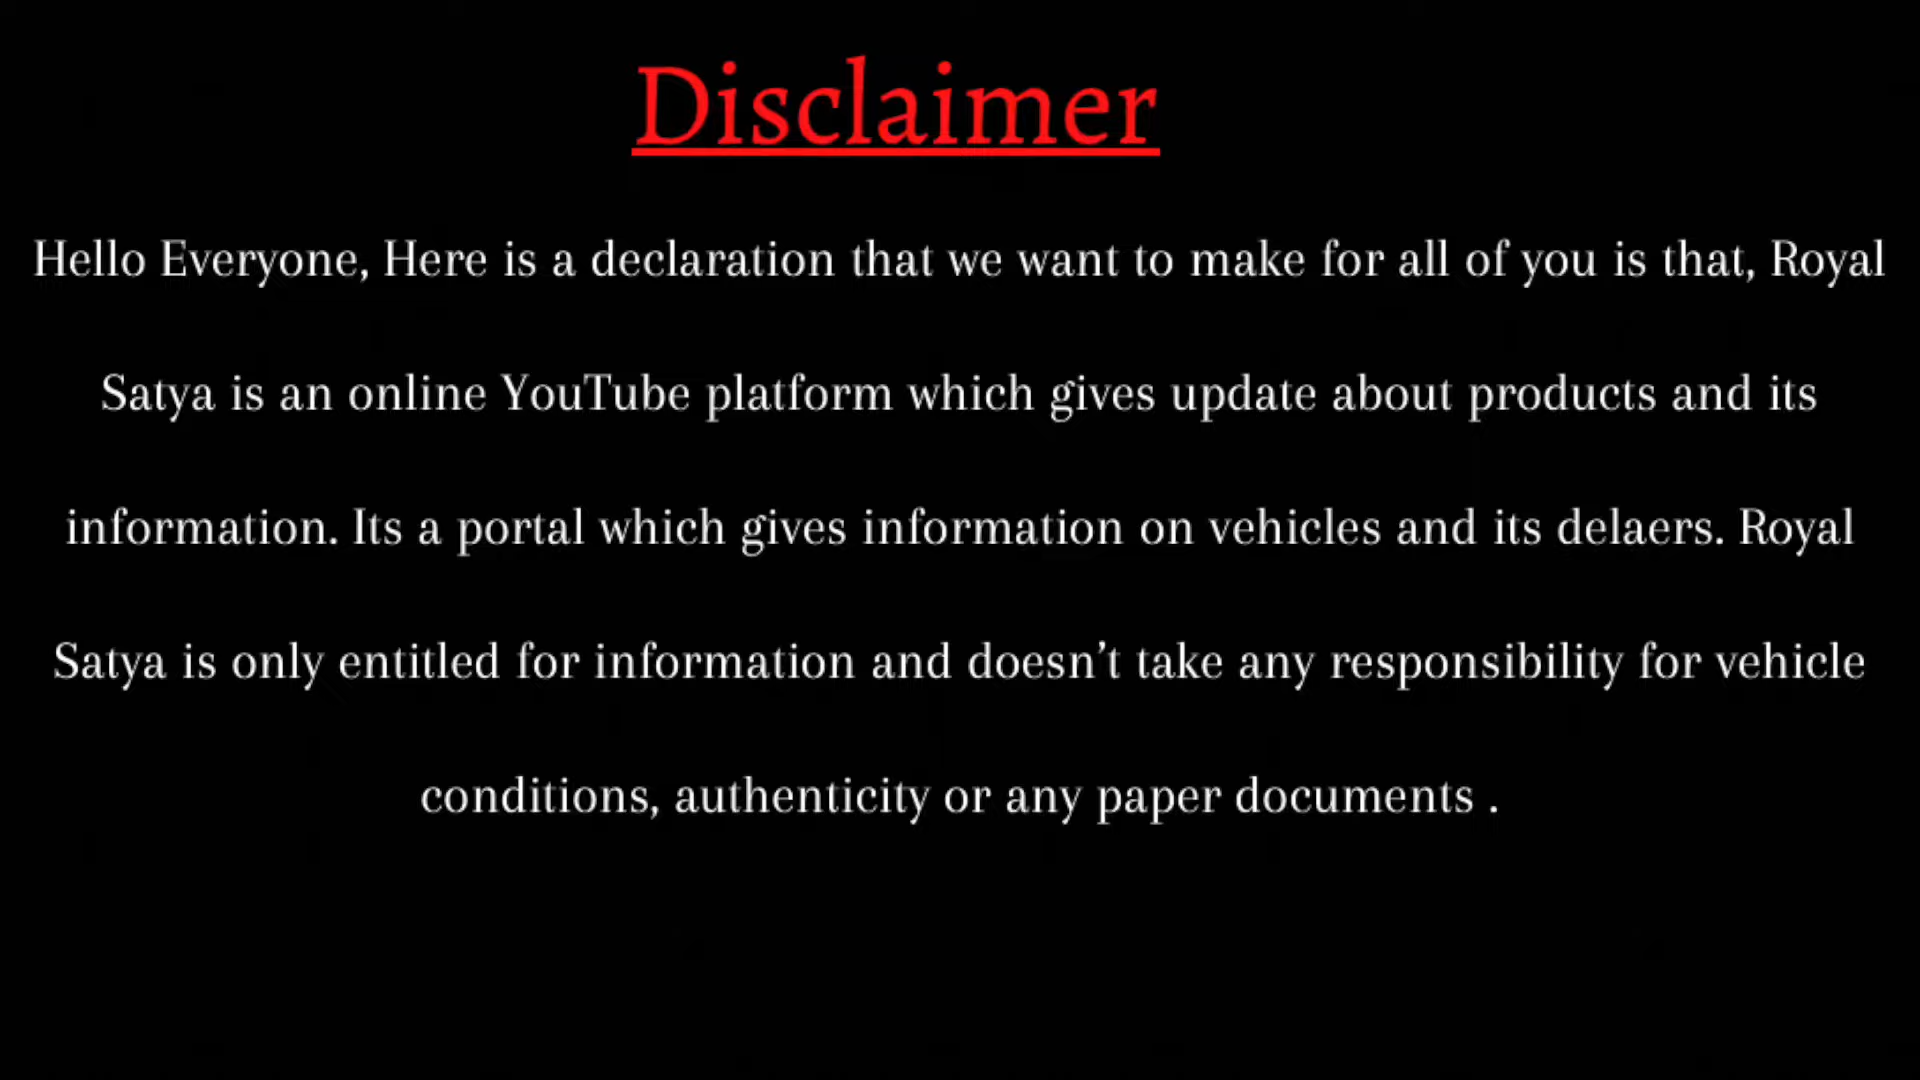 Disclaimer
Hello Everyone, Here is a declaration that we want to make for all of you is that, Royal
Satya is an online YouTube platform which gives update about products and its
information. Its a portal which gives information on vehicles and its delaers. Royal
Satya is only entitled for information and doesn’t take any responsibility for vehicle
conditions, authenticity or any paper documents .